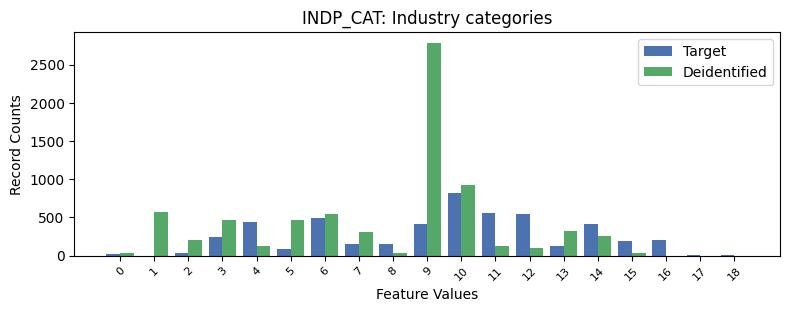 INDP_CAT: Industry categories
Target
Deidentified
Record Counts
2500
2000
1500
1000
500
0
0 1 2 3 4 5 6 7 8 9 10 11 12 13 14 15 16 17 18
Feature Values